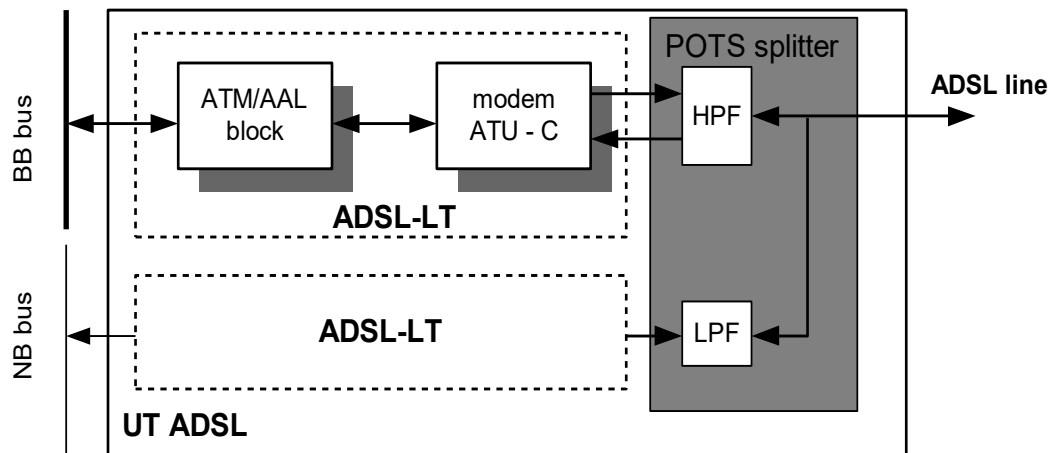 POTS splitter
ADSL line
BB bus
ATM/AAL
block
modem
ATU - C
HPF
ADSL-LT
NB bus
ADSL-LT
LPF
UT ADSL